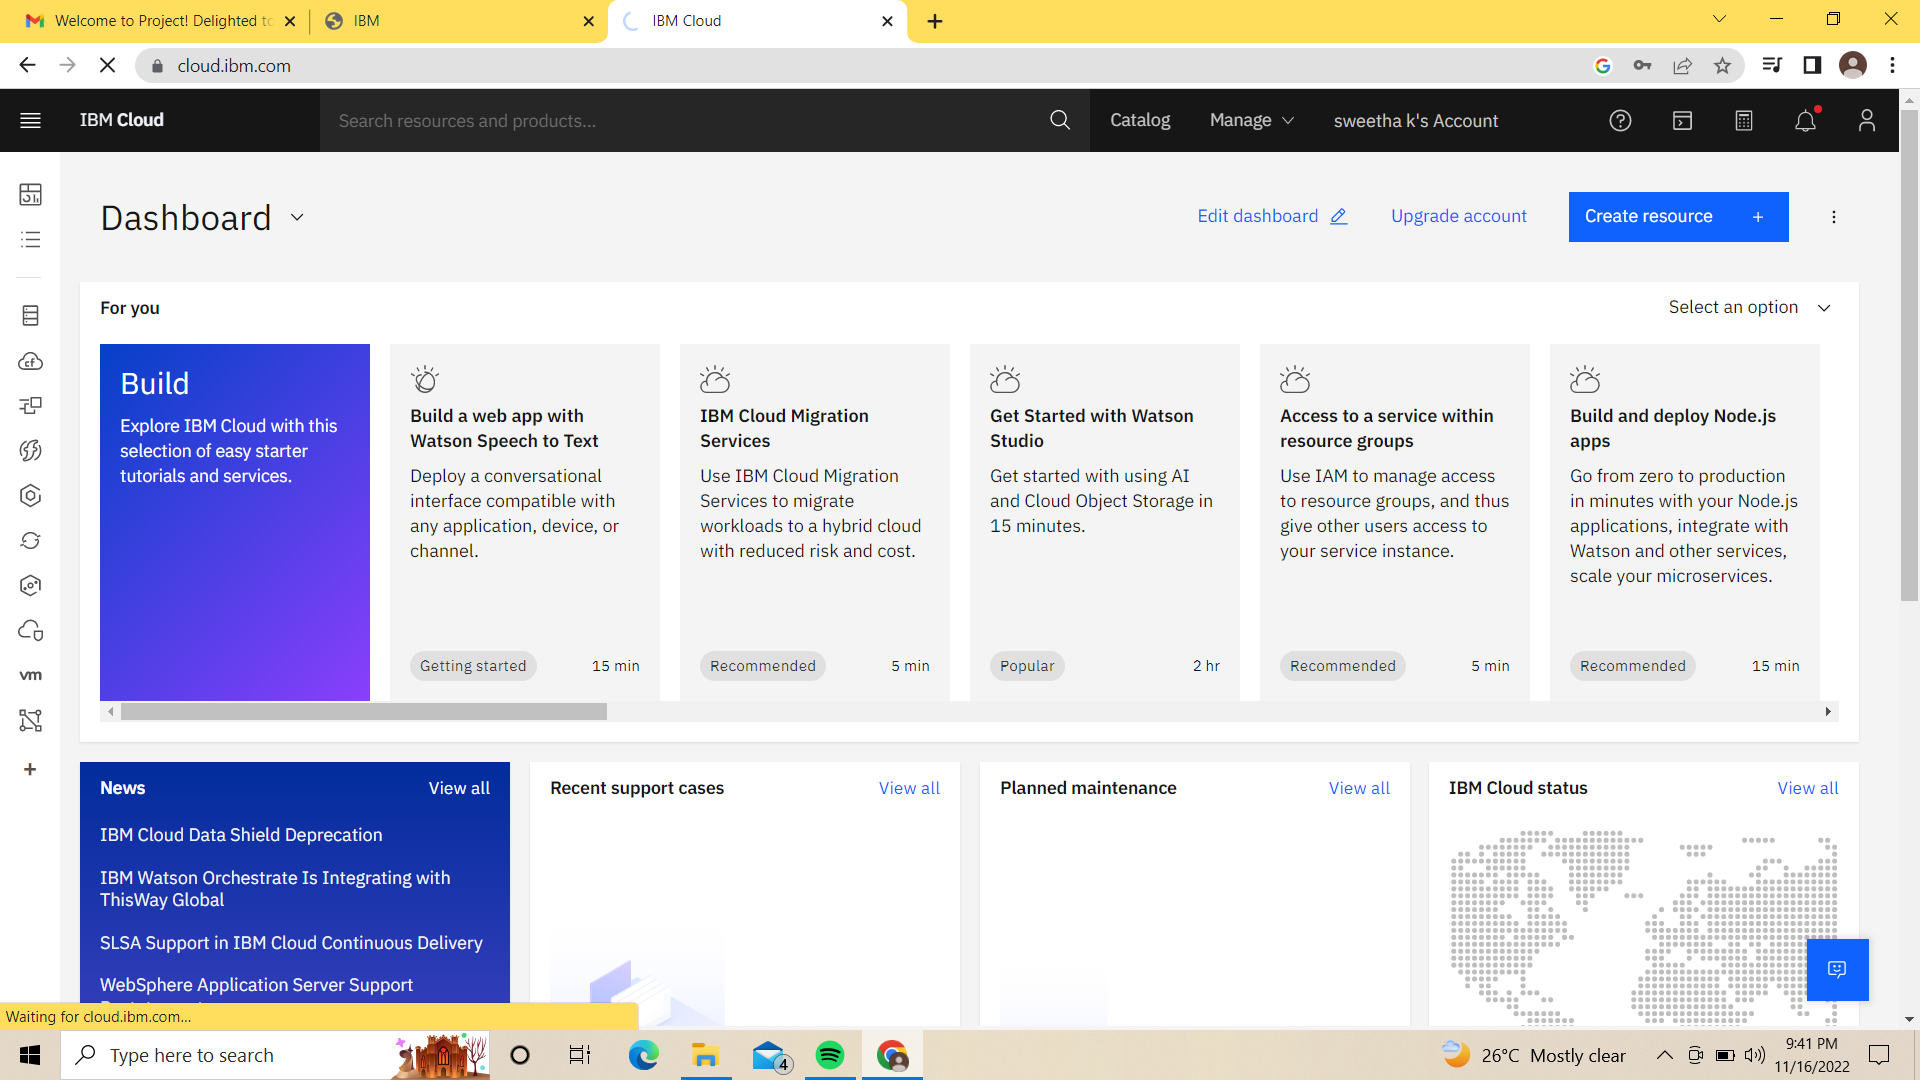 Welcome to Project! Delighted to
IBM
IBM Cloud
cloud.ibm.com
IBM Cloud
Search resources and products...
Catalog
Manage
sweetha k's Account
Dashboard
Edit dashboard
Upgrade account
Create resource +
For you
Select an option
Build
Explore IBM Cloud with this
selection of easy starter
tutorials and services.
Build a web app with
Watson Speech to Text
Deploy a conversational
interface compatible with
any application, device, or
channel.
Getting started
15 min
IBM Cloud Migration
Services
Use IBM Cloud Migration
Services to migrate
workloads to a hybrid cloud
with reduced risk and cost.
Recommended
5 min
Get Started with Watson
Studio
Get started with using AI
and Cloud Object Storage in
15 minutes.
Popular
2 hr
Access to a service within
resource groups
Use IAM to manage access
to resource groups, and thus
give other users access to
your service instance.
Recommended
5 min
Build and deploy Node.js
apps
Go from zero to production
in minutes with your Node.js
applications, integrate with
Watson and other services,
scale your microservices.
Recommended
15 min
cf
vm
News
View all
IBM Cloud Data Shield Deprecation
IBM Watson Orchestrate Is Integrating with
ThisWay Global
SLSA Support in IBM Cloud Continuous Delivery
WebSphere Application Server Support
Recent support cases
View all
Planned maintenance
View all
IBM Cloud status
View all
Waiting for cloud.ibm.com...
Type here to search
4
26°C Mostly clear
9:41 PM
11/16/2022